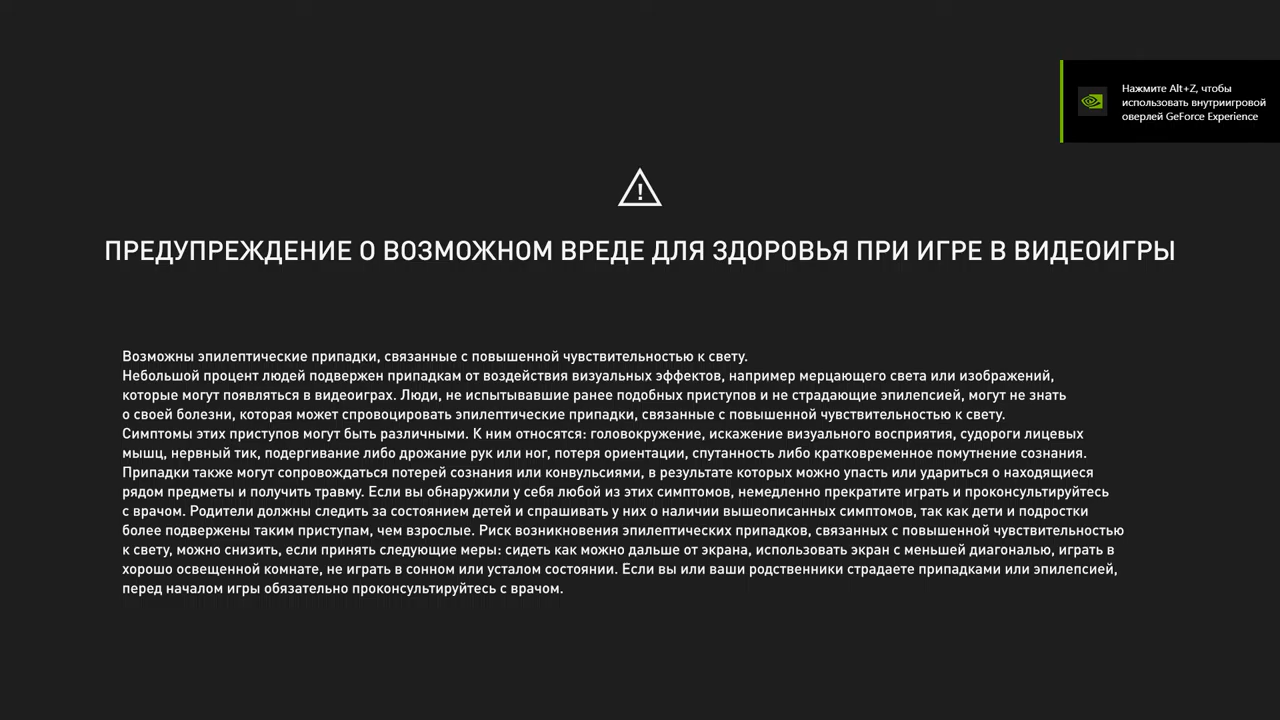 Нажмите Alt+Z, чтобы
использовать внутриигровой
оверлей GeForce Experience
ПРЕДУПРЕЖДЕНИЕ О ВОЗМОЖНОМ ВРЕДЕ ДЛЯ ЗДОРОВЬЯ ПРИ ИГРЕ В ВИДЕОИГРЫ
Возможны эпилептические припадки, связанные с повышенной чувствительностью к свету.
Небольшой процент людей подвержен припадкам от воздействия визуальных эффектов, например мерцающего света или изображений,
которые могут появляться в видеоиграх. Люди, не испытывавшие ранее подобных приступов и не страдающие эпилепсией, могут не знать
о своей болезни, которая может спровоцировать эпилептические припадки, связанные с повышенной чувствительностью к свету.
Симптомы этих приступов могут быть различными. К ним относятся: головокружение, искажение визуального восприятия, судороги лицевых
мышц, нервный тик, подергивание либо дрожание рук или ног, потеря ориентации, спутанность либо кратковременное помутнение сознания.
Припадки также могут сопровождаться потерей сознания или конвульсиями, в результате которых можно упасть или удариться о находящиеся
рядом предметы и получить травму. Если вы обнаружили у себя любой из этих симптомов, немедленно прекратите играть и проконсультируйтесь
с врачом. Родители должны следить за состоянием детей и спрашивать у них о наличии вышеописанных симптомов, так как дети и подростки
более подвержены таким приступам, чем взрослые. Риск возникновения эпилептических припадков, связанных с повышенной чувствительностью
к свету, можно снизить, если принять следующие меры: сидеть как можно дальше от экрана, использовать экран с меньшей диагональю, играть в
хорошо освещенной комнате, не играть в сонном или усталом состоянии. Если вы или ваши родственники страдаете припадками или эпилепсией,
перед началом игры обязательно проконсультируйтесь с врачом.